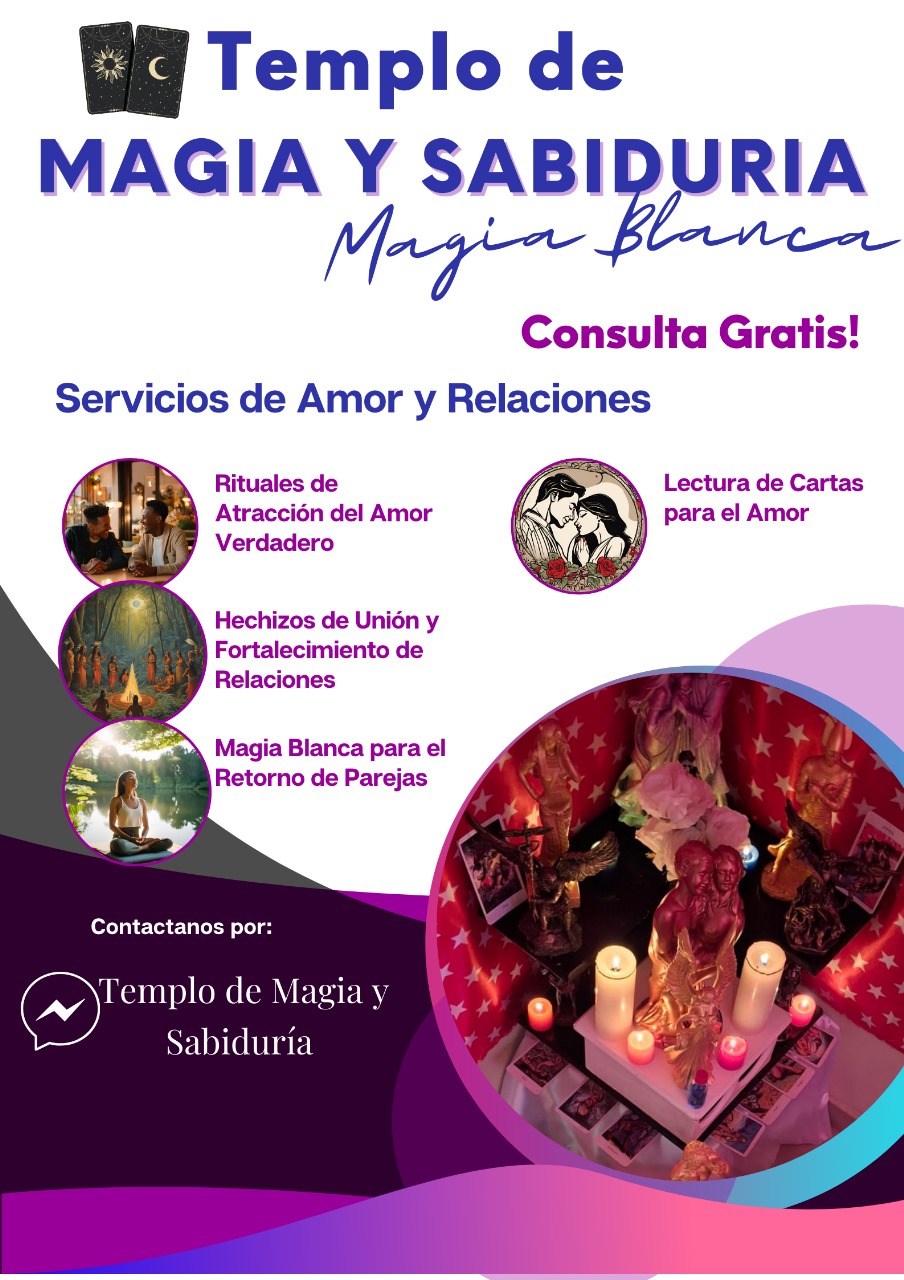 Templo de
MAGIA Y SABIDURIA
Magia Blanca
Consulta Gratis!
Servicios de Amor y Relaciones
Rituales de
Atracción del Amor
Verdadero
Lectura de Cartas
para el Amor
Hechizos de Unión y
Fortalecimiento de
Relaciones
Magia Blanca para el
Retorno de Parejas
Contactanos por:
Templo de Magia y
Sabiduría